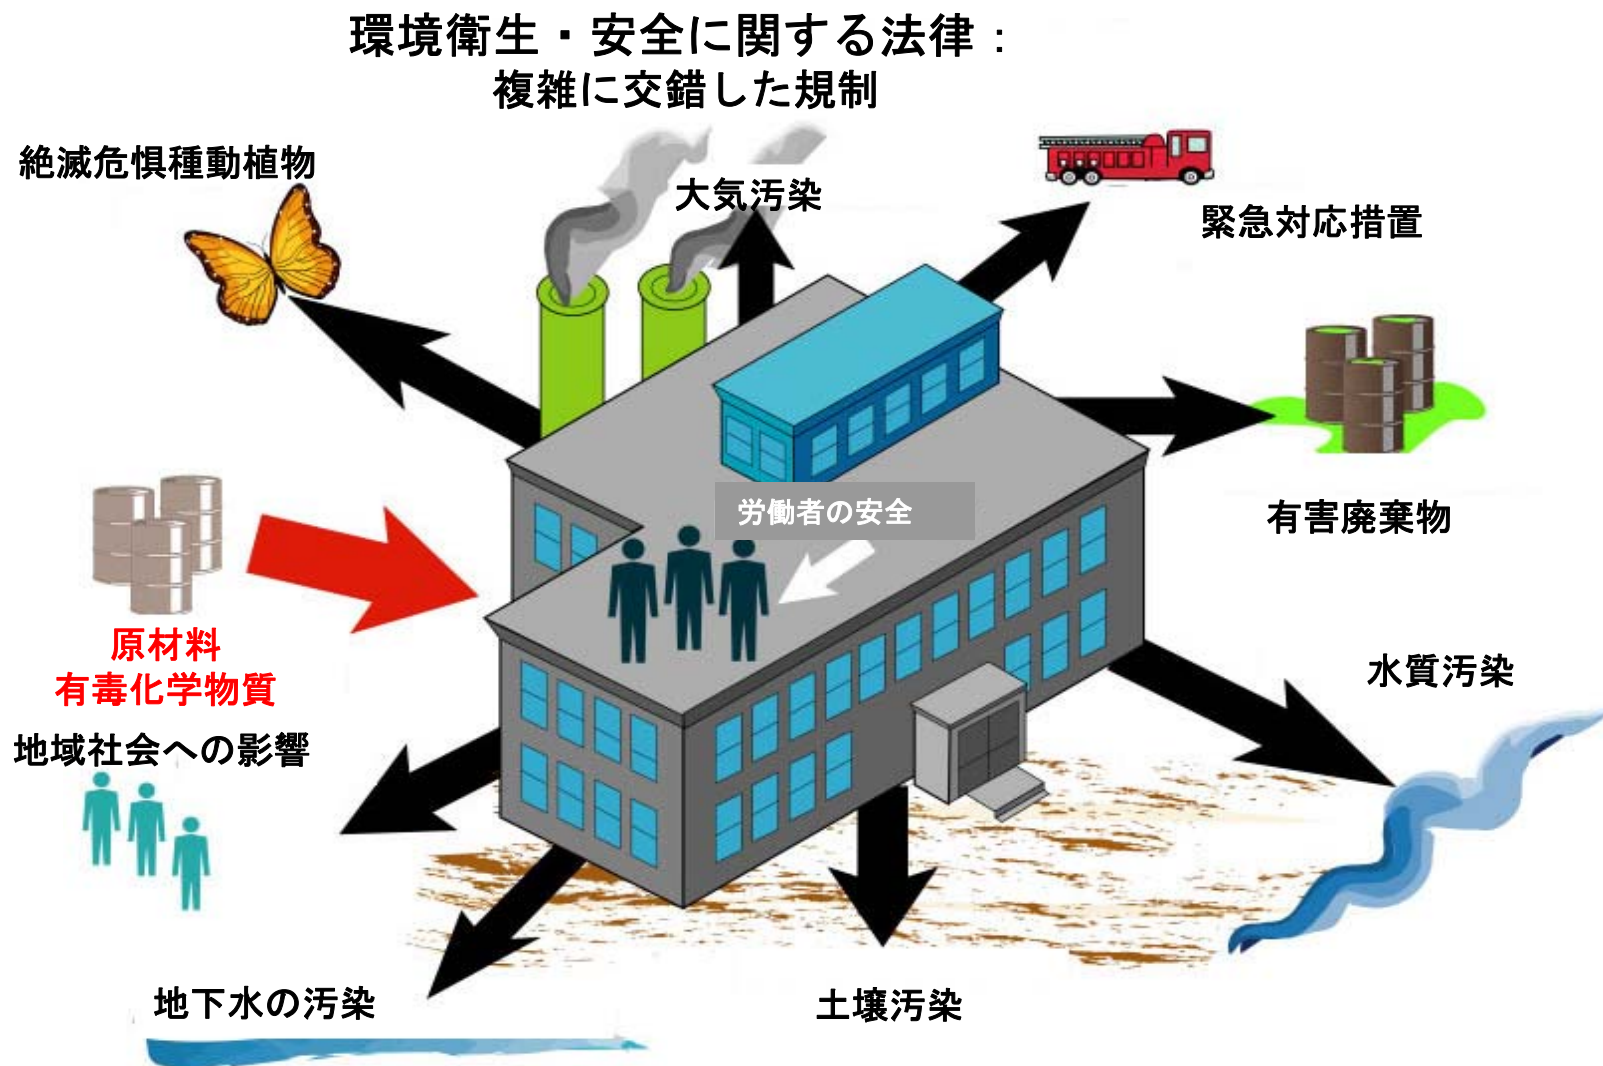 環境衛生・安全に関する法律：
複雑に交錯した規制
絶滅危惧種動植物
大気汚染
緊急対応措置
有害廃棄物
労働者の安全
原材料
有毒化学物質
水質汚染
地域社会への影響
地下水の汚染
土壌汚染